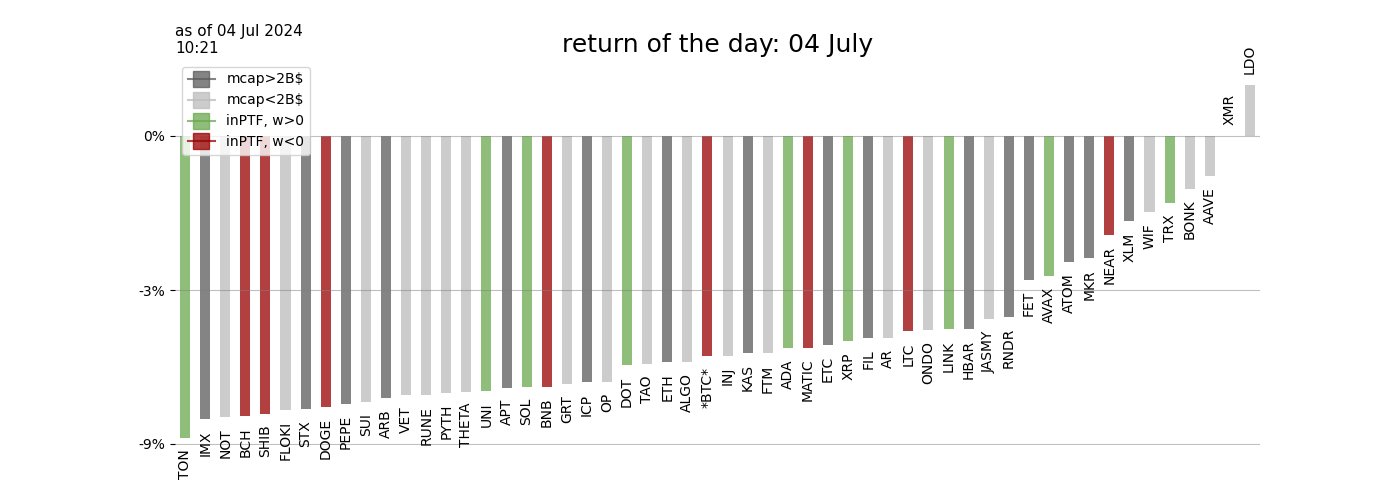 as of 04 Jul 2024
10:21
return of the day: 04 July
mcap>2B$
mcap<2B$
inPTF, w>0
inPTF, w<0
0%
-3%
-9%
TON
IMX
NOT
BCH
SHIB
FLOKI
STX
DOGE
PEPE
SUI
ARB
VET
RUNE
PYTH
THETA
UNI
APT
SOL
BNB
GRT
ICP
OP
DOT
TAO
ETH
ALGO
*BTC*
INJ
KAS
FTM
ADA
MATIC
ETC
XRP
FIL
AR
LTC
ONDO
LINK
HBAR
JASMY
RNDR
FET
AVAX
ATOM
MKR
NEAR
XLM
WIF
TRX
BONK
AAVE
XMR
LDO